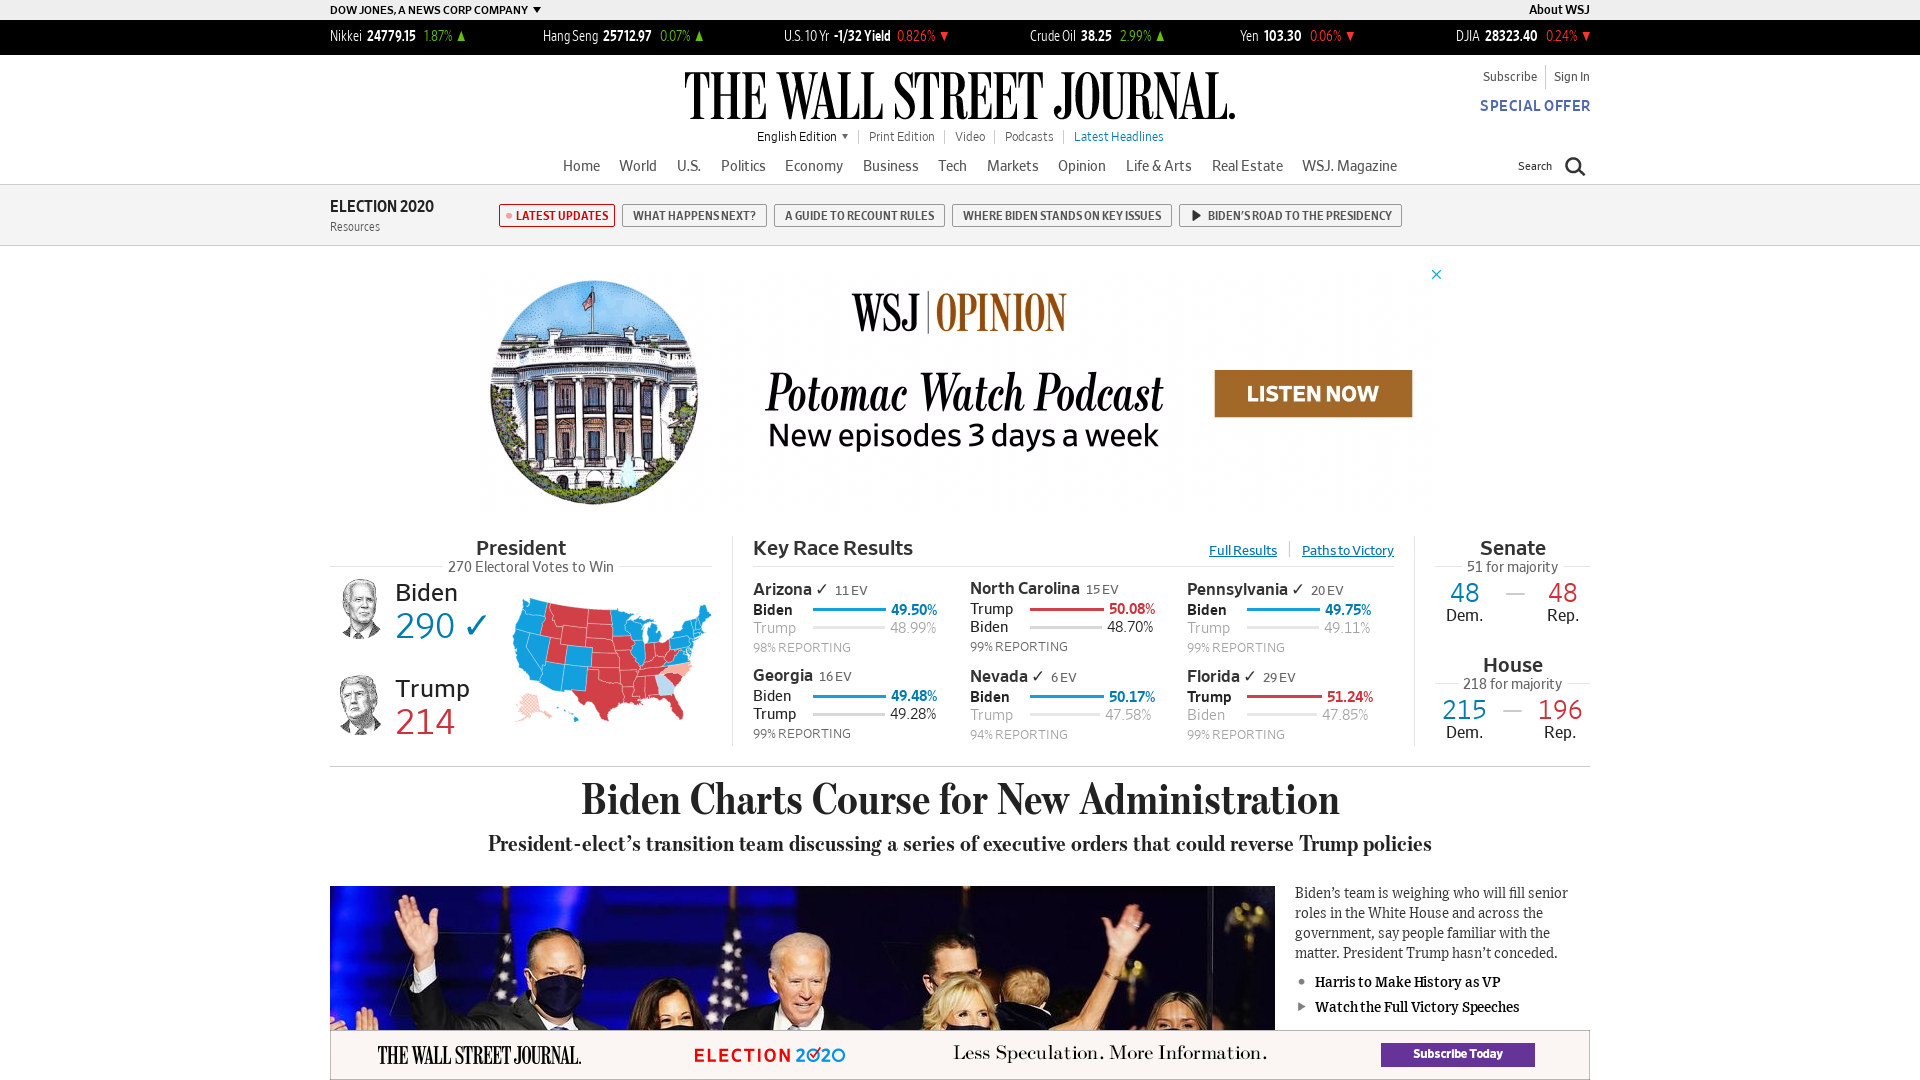 DOW JONES, A NEWS CORP COMPANY
About WSJ
Nikkei 24779.15 1.87%
Hang Seng 25712.97 0.07%
U.S. 10 Yr -1/32 Yield 0.826%
Crude Oil 38.25 2.99%
Yen 103.30 0.06%
DJIA 28323.40 0.24%
THE WALL STREET JOURNAL.
Subscribe
Sign In
SPECIAL OFFER
English Edition
Print Edition
Video
Podcasts
Latest Headlines
Home
World
U.S.
Politics
Economy
Business
Tech
Markets
Opinion
Life & Arts
Real Estate
WSJ. Magazine
Search
ELECTION 2020
Resources
LATEST UPDATES
WHAT HAPPENS NEXT?
A GUIDE TO RECOUNT RULES
WHERE BIDEN STANDS ON KEY ISSUES
BIDEN'S ROAD TO THE PRESIDENCY
WSJ OPINION
Potomac Watch Podcast
New episodes 3 days a week
LISTEN NOW
President
270 Electoral Votes to Win
Biden
290 ✓
Trump
214
Key Race Results
Full Results
Paths to Victory
Arizona ✓ 11 EV
Biden 49.50%
Trump 48.99%
98% REPORTING
North Carolina 15 EV
Trump 50.08%
Biden 48.70%
99% REPORTING
Pennsylvania ✓ 20 EV
Biden 49.75%
Trump 49.11%
99% REPORTING
Georgia 16 EV
Biden 49.48%
Trump 49.28%
99% REPORTING
Nevada ✓ 6 EV
Biden 50.17%
Trump 47.58%
94% REPORTING
Florida ✓ 29 EV
Trump 51.24%
Biden 47.85%
99% REPORTING
Senate
51 for majority
48 — 48
Dem. Rep.
House
218 for majority
215 — 196
Dem. Rep.
Biden Charts Course for New Administration
President-elect's transition team discussing a series of executive orders that could reverse Trump policies
Biden's team is weighing who will fill senior
roles in the White House and across the
government, say people familiar with the
matter. President Trump hasn't conceded.
Harris to Make History as VP
Watch the Full Victory Speeches
THE WALL STREET JOURNAL.
ELECTION 2020
Less Speculation. More Information.
Subscribe Today